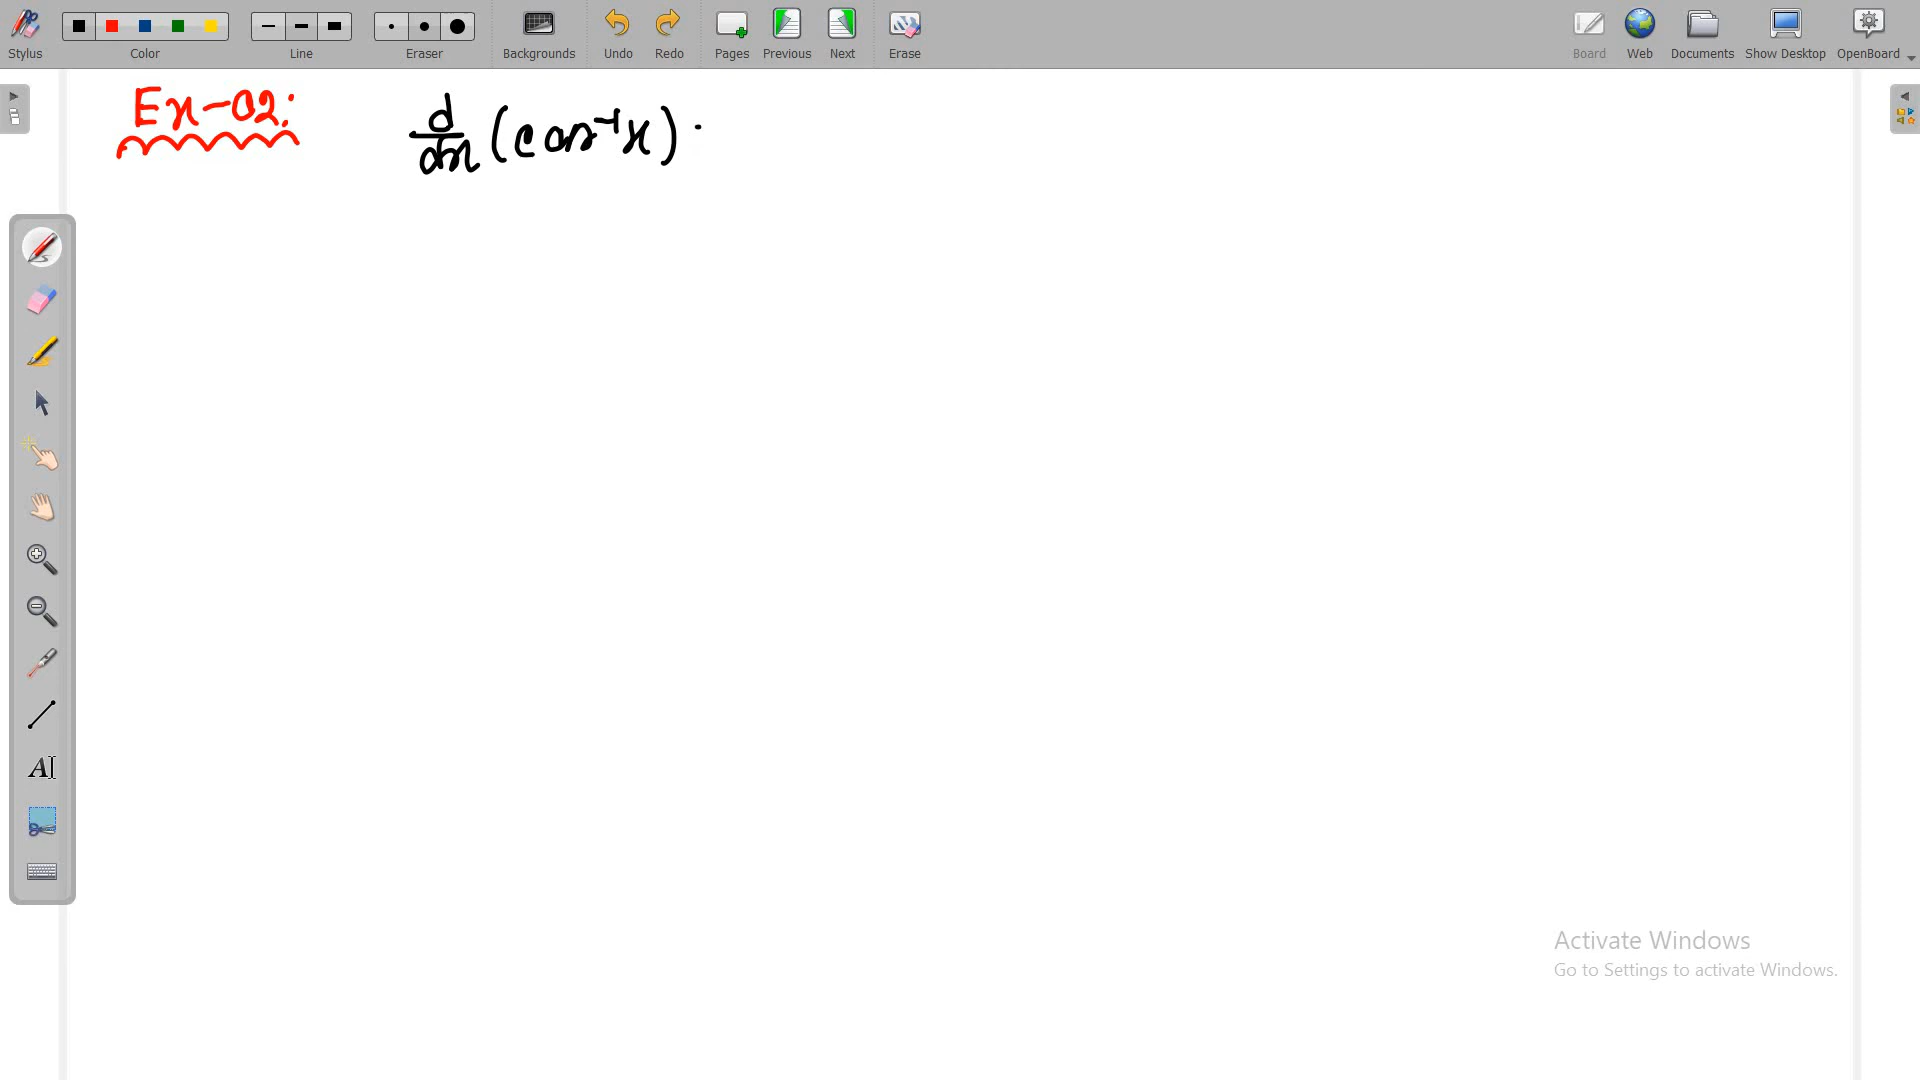 Stylus Color Line Eraser Backgrounds Undo Redo Pages Previous Next Erase Board Web Documents Show Desktop OpenBoard
Ex-02: d/dx (cos⁻¹x) ·
Activate Windows
Go to Settings to activate Windows.